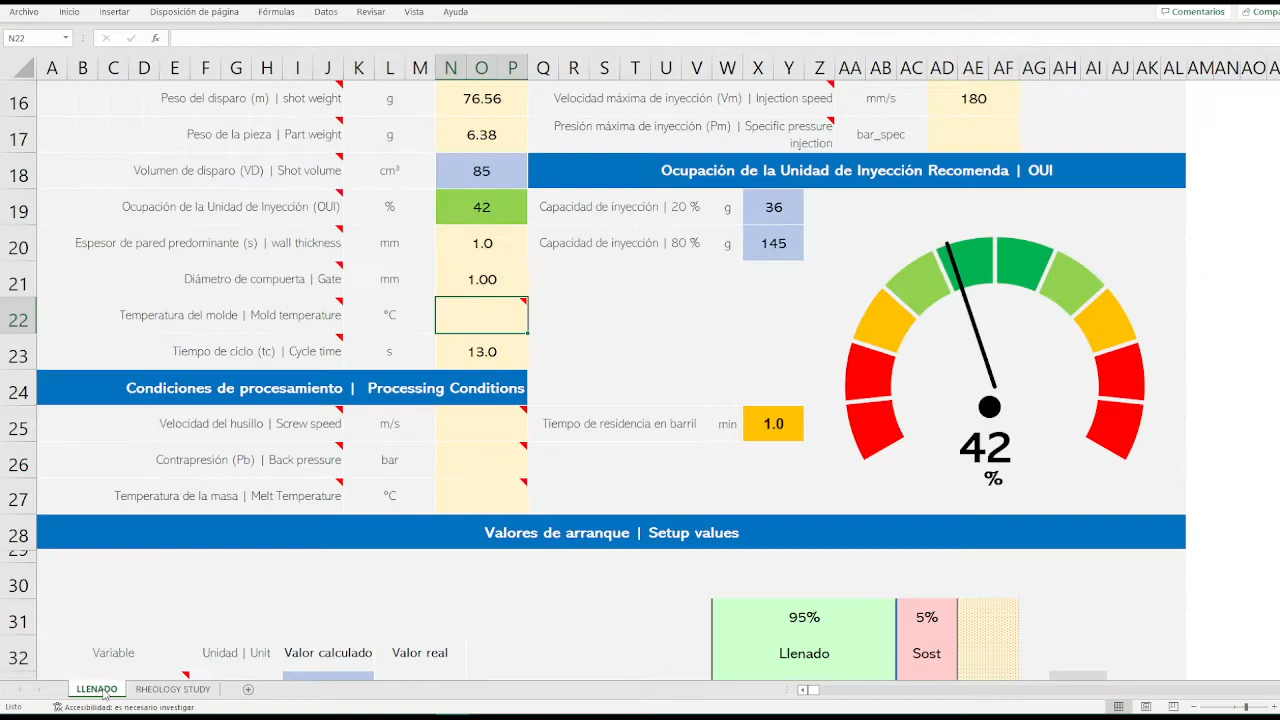 Archivo Inicio Insertar Disposición de página Fórmulas Datos Revisar Vista Ayuda Comentarios Compa
N22 fx
A B C D E F G H I J K L M N O P Q R S T U V W X Y Z AA AB AC AD AE AF AG AH AI AJ AK AL AM AN AO A
16 Peso del disparo (m) | shot weight g 76.56 Velocidad máxima de inyección (Vm) | Injection speed mm/s 180
17 Peso de la pieza | Part weight g 6.38 Presión máxima de inyección (Pm) | Specific pressure injection bar_spec
18 Volumen de disparo (VD) | Shot volume cm³ 85 Ocupación de la Unidad de Inyección Recomenda | OUI
19 Ocupación de la Unidad de Inyección (OUI) % 42 Capacidad de inyección | 20 % g 36
20 Espesor de pared predominante (s) | wall thickness mm 1.0 Capacidad de inyección | 80 % g 145
21 Diámetro de compuerta | Gate mm 1.00
22 Temperatura del molde | Mold temperature °C
23 Tiempo de ciclo (tc) | Cycle time s 13.0
24 Condiciones de procesamiento | Processing Conditions
25 Velocidad del husillo | Screw speed m/s Tiempo de residencia en barril min 1.0
42
%
26 Contrapresión (Pb) | Back pressure bar
27 Temperatura de la masa | Melt Temperature °C
28 Valores de arranque | Setup values
29
30
31 95% 5%
32 Variable Unidad | Unit Valor calculado Valor real Llenado Sost
LLENADO RHEOLOGY STUDY
Listo Accesibilidad: es necesario investigar